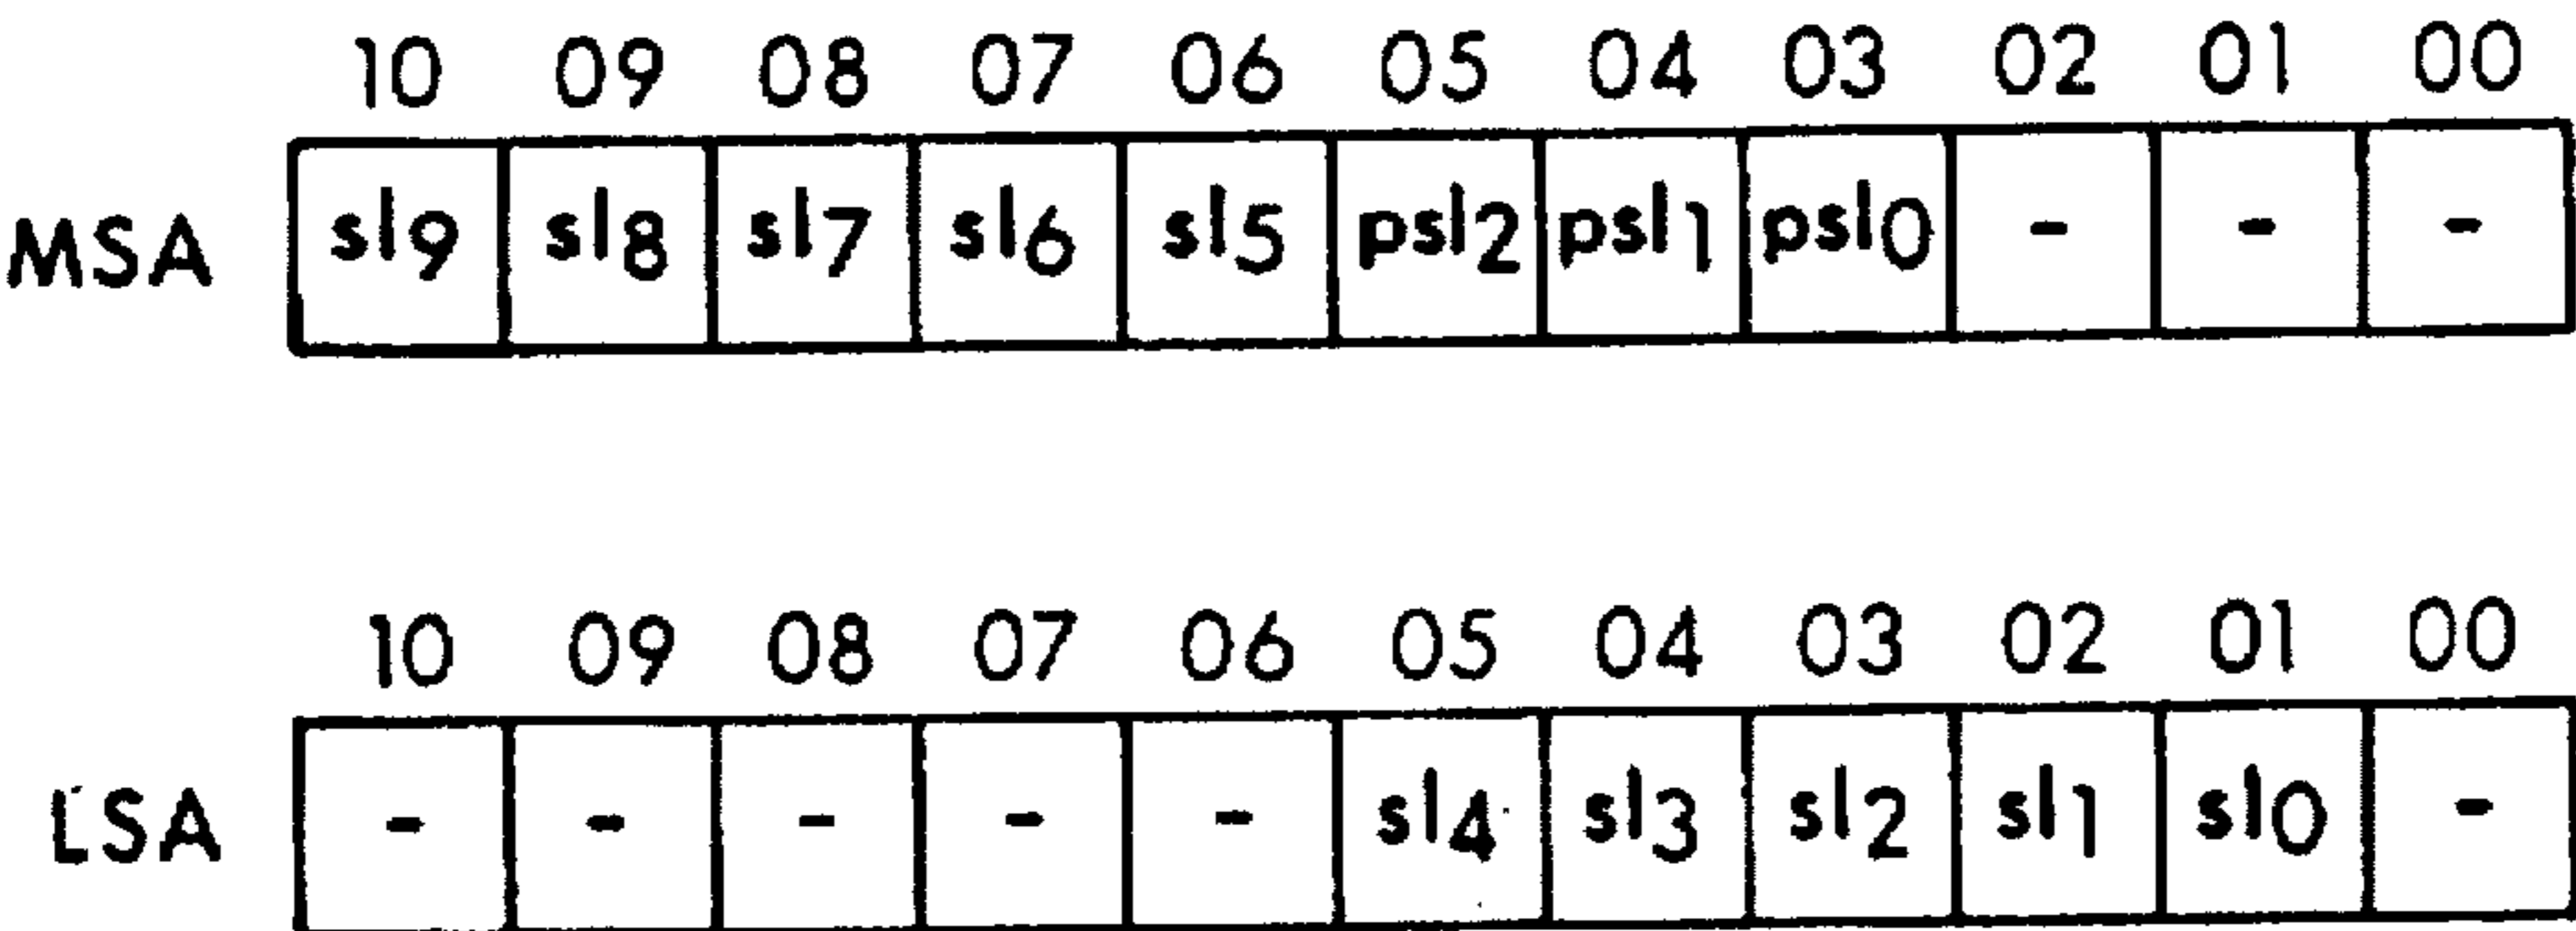 10 09 08 07 06 05 04 03 02 01 00
MSA sl9 sl8 sl7 sl6 sl5 psl2 psl1 psl0 - - -
10 09 08 07 06 05 04 03 02 01 00
LSA - - - - - sl4 sl3 sl2 sl1 sl0 -